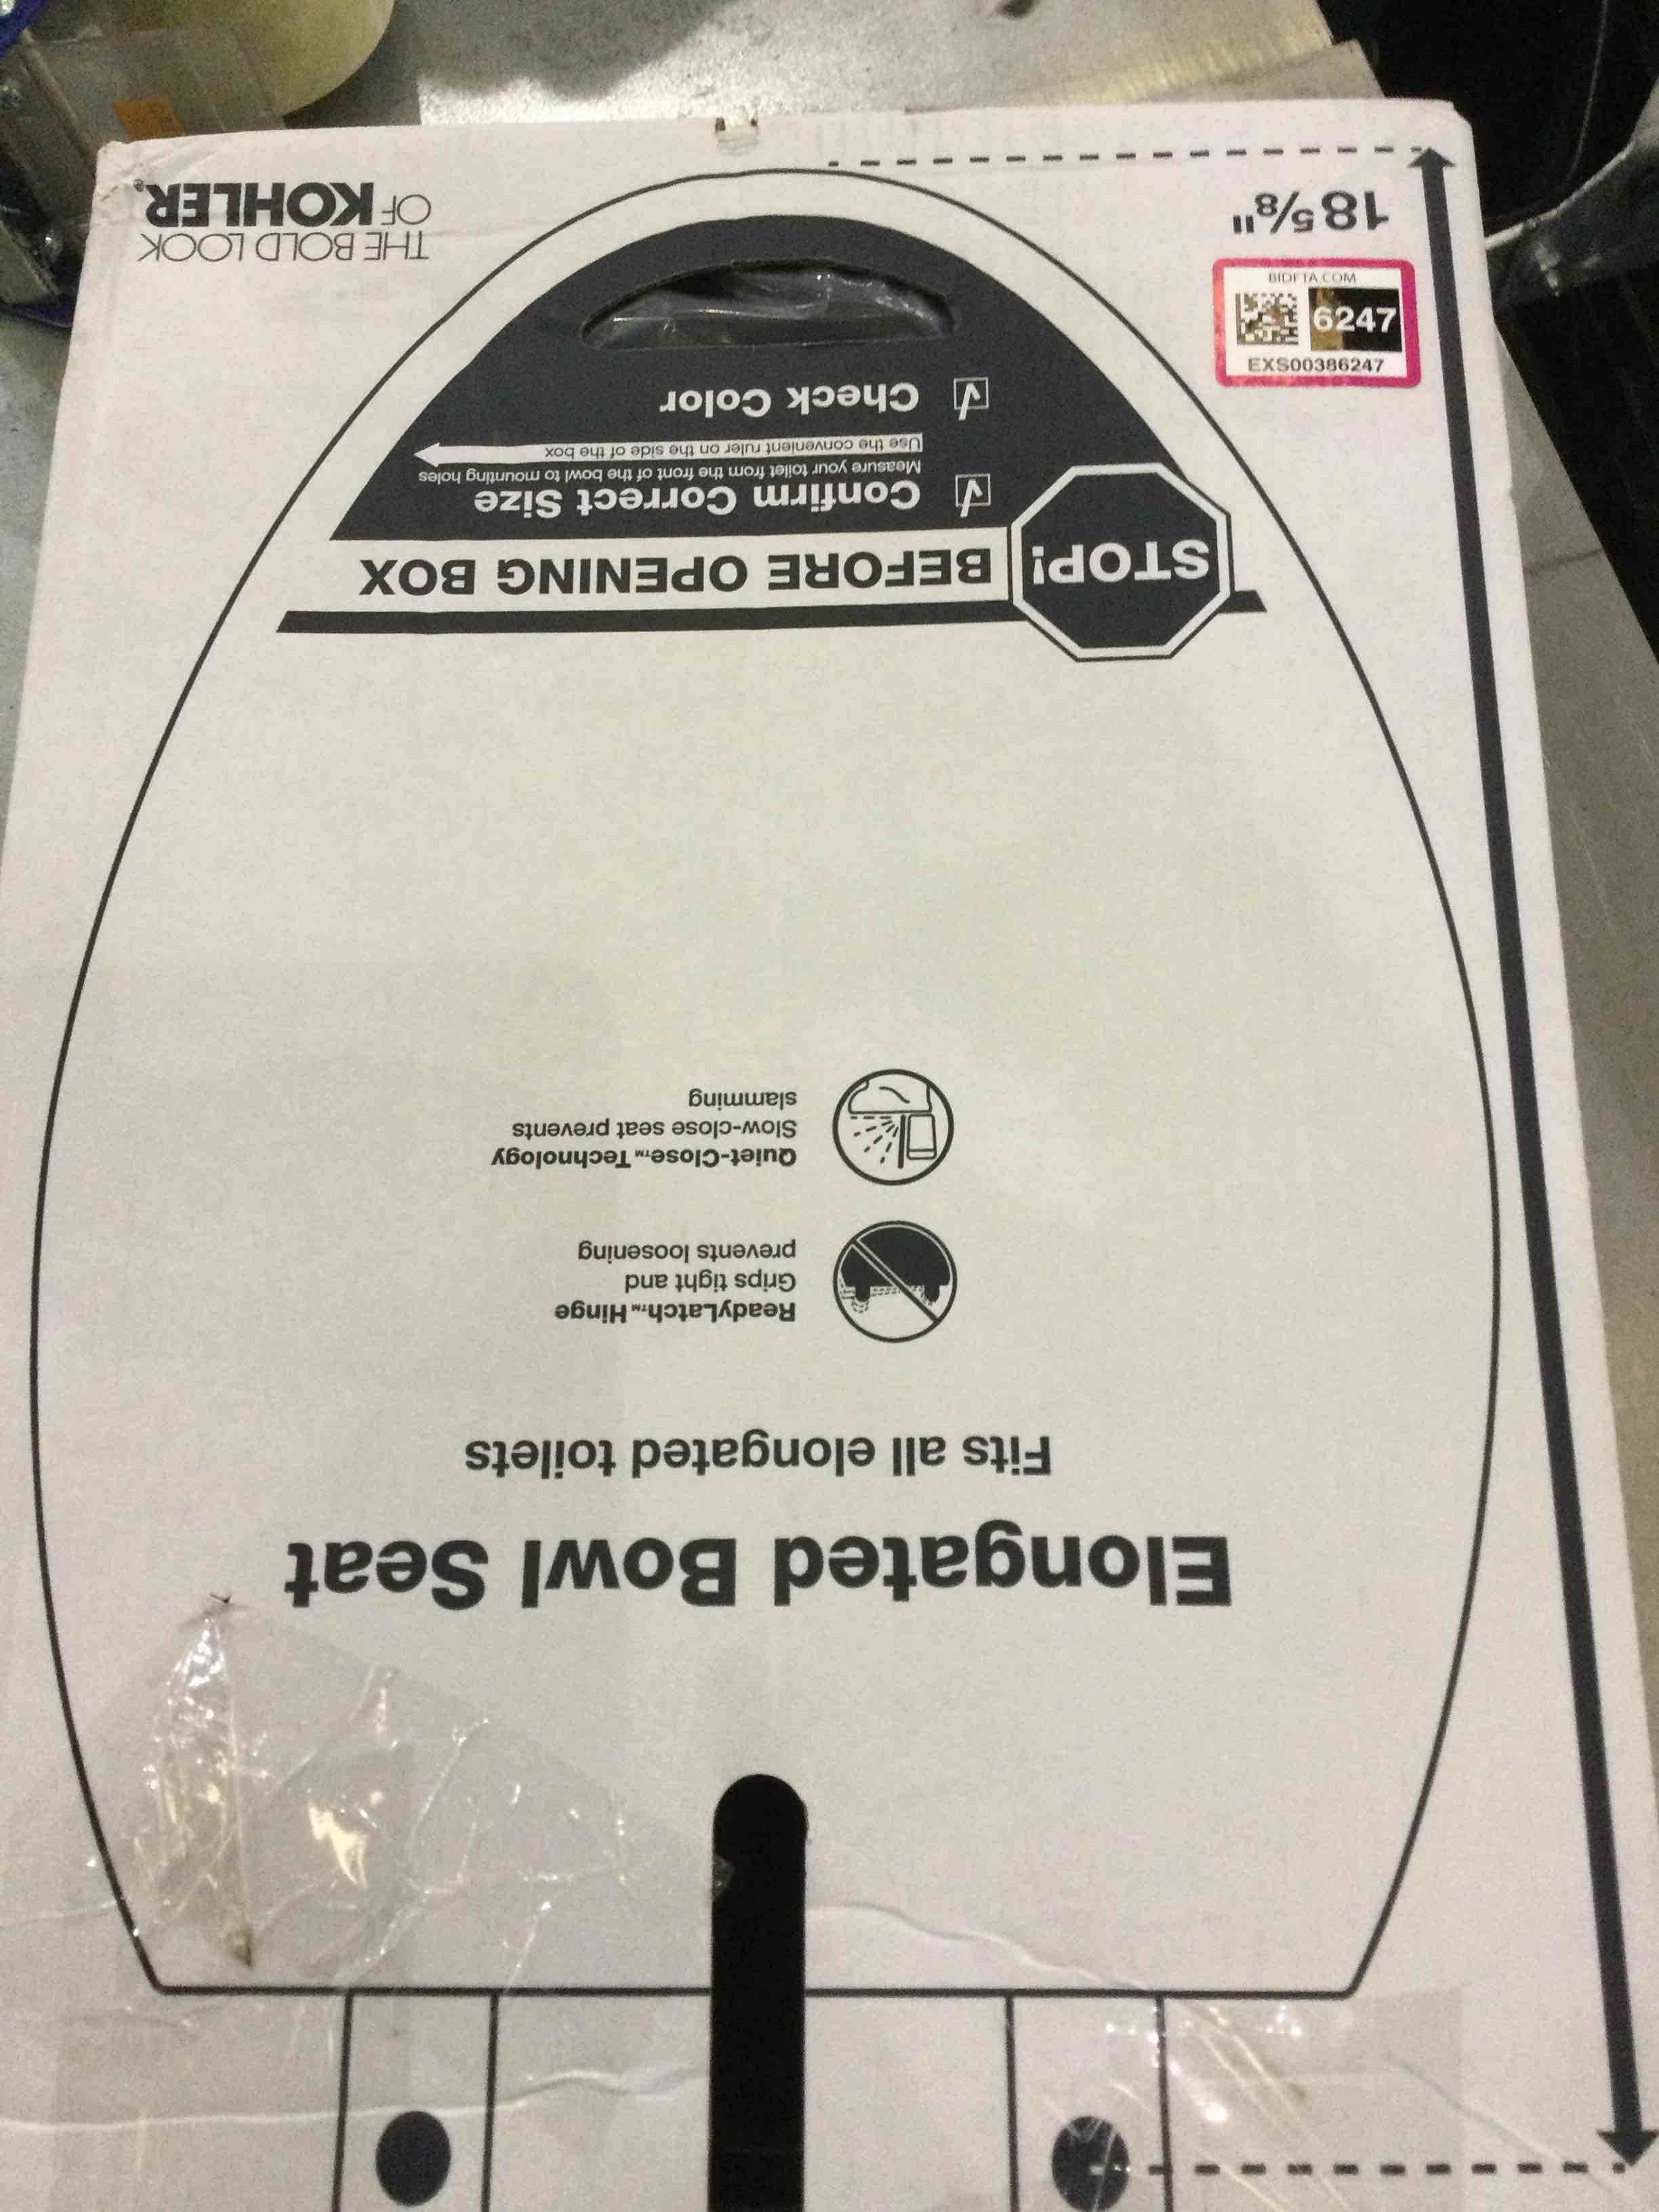 Elongated Bowl Seat
Fits all elongated toilets
ReadyLatch™ Hinge
Grips tight and
prevents loosening
Quiet-Close™ Technology
Slow-close seat prevents
slamming
STOP! BEFORE OPENING BOX
Confirm Correct Size
Measure your toilet from the front of the bowl to mounting holes
Use the convenient ruler on the side of the box
Check Color
18 5/8"
THE BOLD LOOK
OF KOHLER®
BIDFTA.COM
6247
EXS00386247